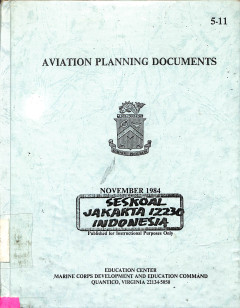 5-11
AVIATION PLANNING DOCUMENTS
NOVEMBER 1984
SESKOAL
JAKARTA 12230
INDONESIA
Published for Instructional Purposes Only
EDUCATION CENTER
MARINE CORPS DEVELOPMENT AND EDUCATION COMMAND
QUANTICO, VIRGINIA 22134-5050